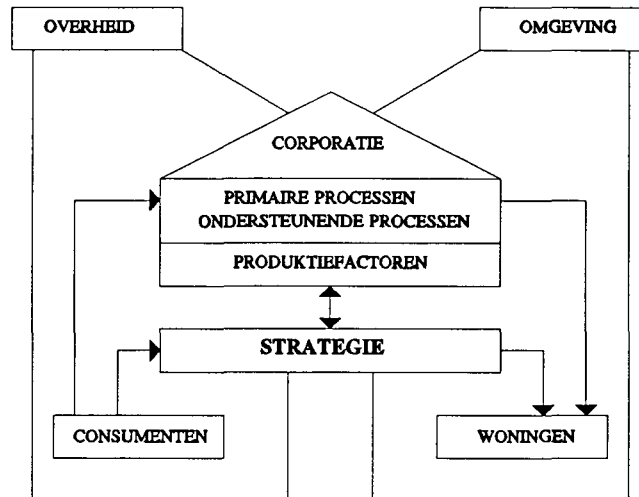 OVERHEID
OMGEVING
CORPORATIE
PRIMAIRE PROCESSEN
ONDERSTEUNENDE PROCESSEN
PRODUKTIEFACTOREN
STRATEGIE
CONSUMENTEN
WONINGEN